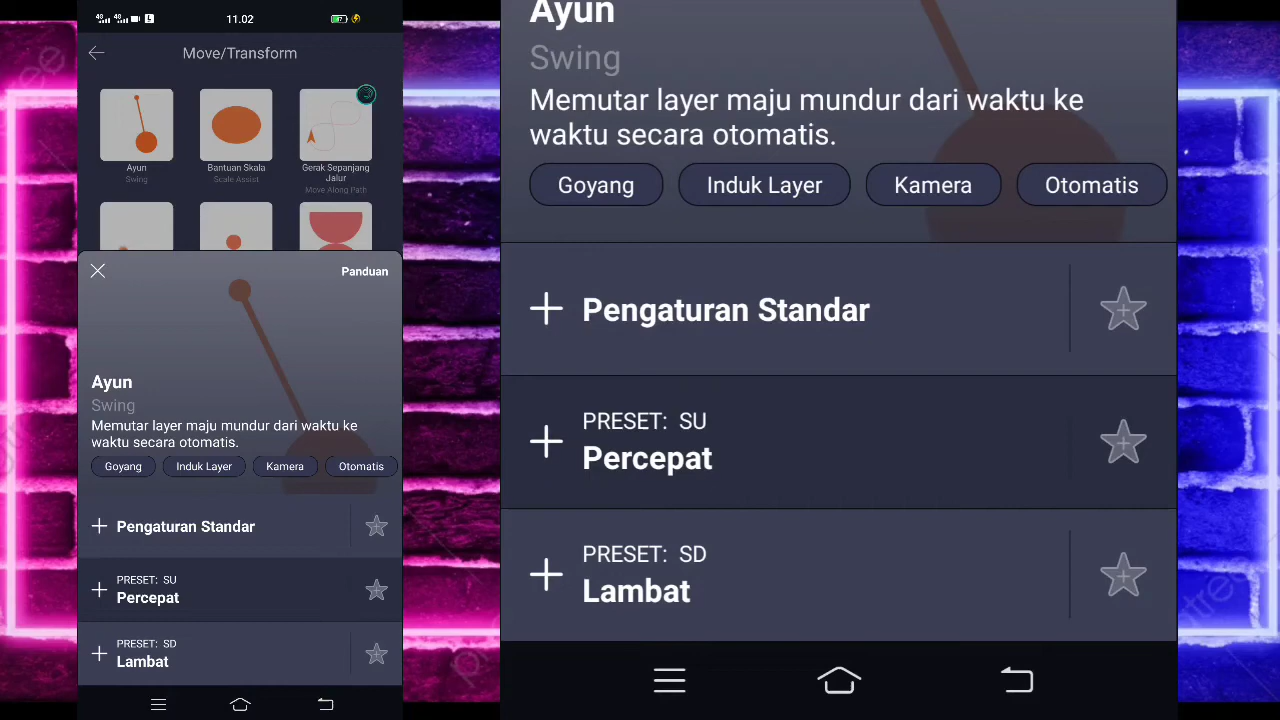 4G 4G L 11.02
Move/Transform
Ayun
Swing
Bantuan Skala
Scale Assist
Gerak Sepanjang
Jalur
Move Along Path
Panduan
Ayun
Swing
Memutar layer maju mundur dari waktu ke
waktu secara otomatis.
Goyang Induk Layer Kamera Otomatis
Pengaturan Standar
PRESET: SU
Percepat
PRESET: SD
Lambat
Ayun
Swing
Memutar layer maju mundur dari waktu ke
waktu secara otomatis.
Goyang Induk Layer Kamera Otomatis
Pengaturan Standar
PRESET: SU
Percepat
PRESET: SD
Lambat